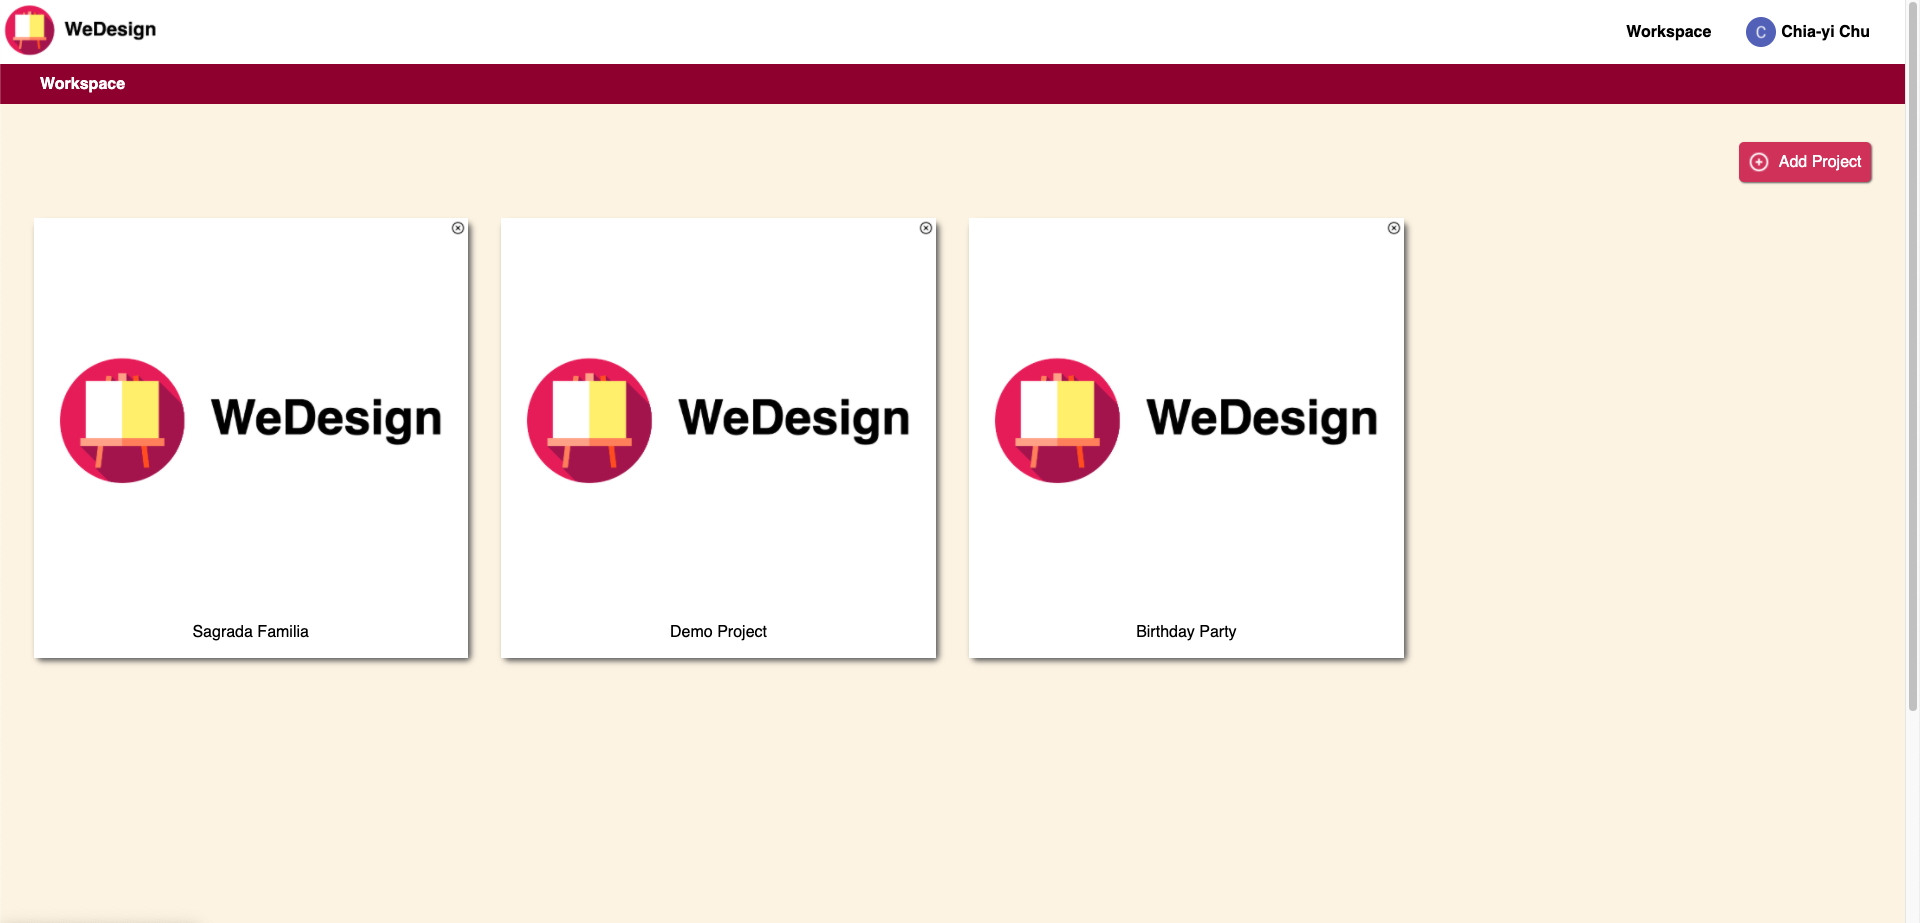 WeDesign
Workspace
C Chia-yi Chu
Workspace
Add Project
WeDesign
WeDesign
WeDesign
Sagrada Familia
Demo Project
Birthday Party